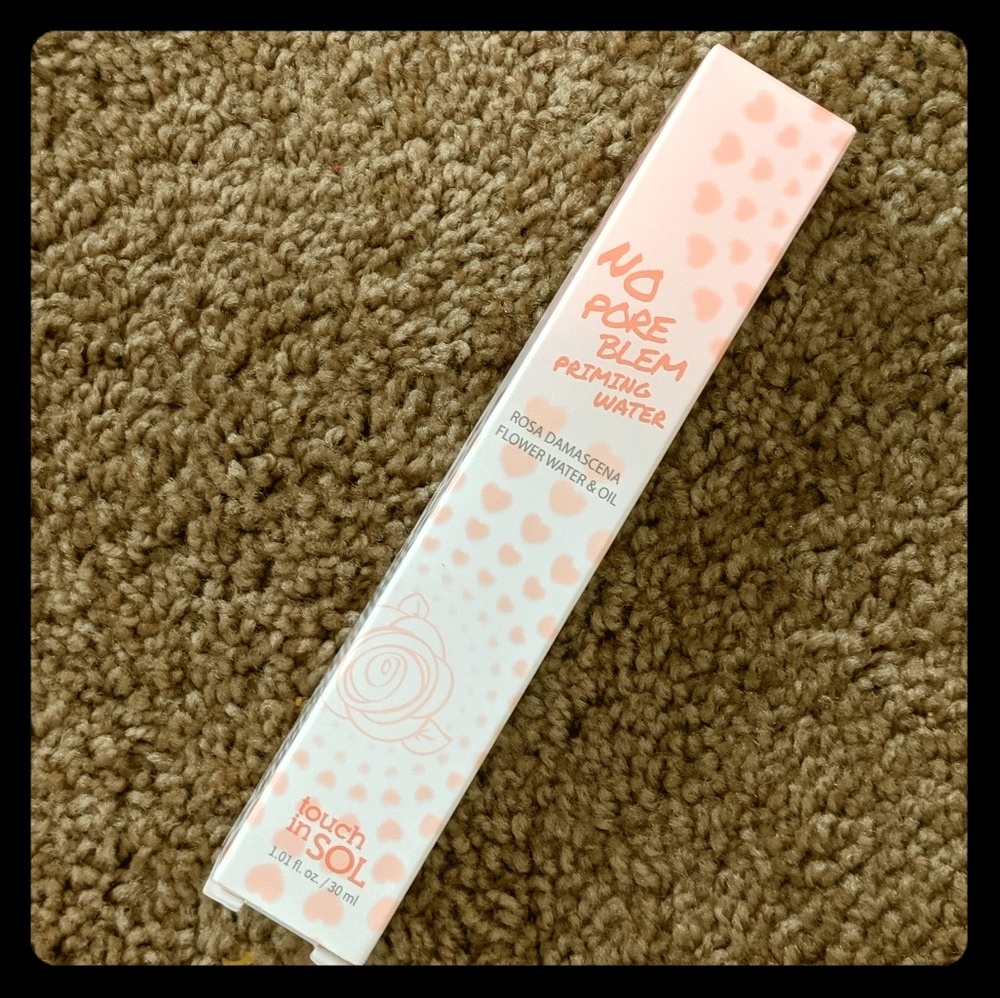 NO
PORE
BLEM
PRIMING
WATER
ROSA DAMASCENA
FLOWER WATER & OIL
touch
in SOL
1.01 fl. oz. / 30 ml